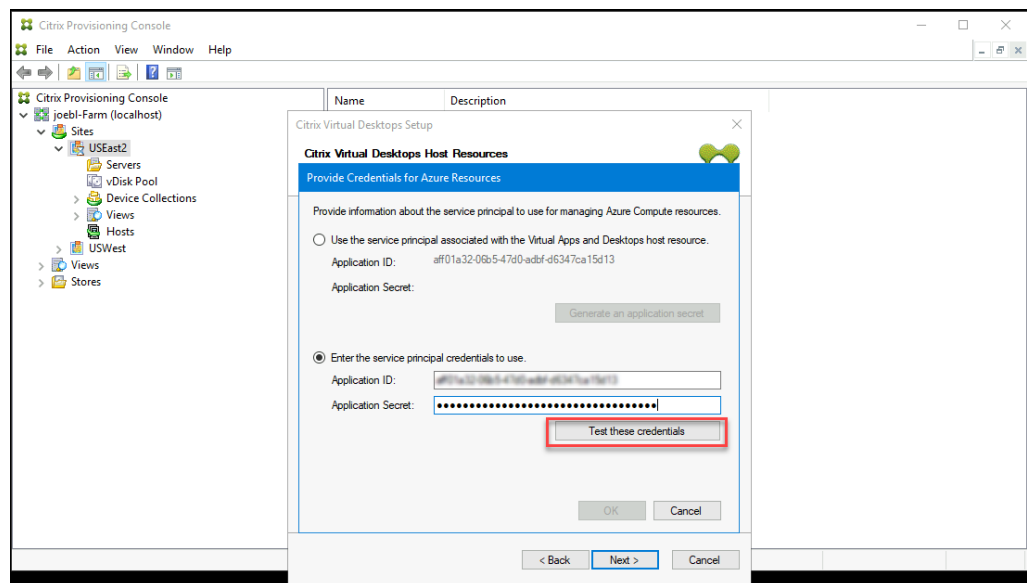 Citrix Provisioning Console
File Action View Window Help
Citrix Provisioning Console
joebl-Farm (localhost)
Sites
USEast2
Servers
vDisk Pool
Device Collections
Views
Hosts
USWest
Views
Stores
Name Description
Citrix Virtual Desktops Setup
Citrix Virtual Desktops Host Resources
Provide Credentials for Azure Resources
Provide information about the service principal to use for managing Azure Compute resources.
Use the service principal associated with the Virtual Apps and Desktops host resource.
Application ID: aff01a32-06b5-47d0-adbf-d6347ca15d13
Application Secret:
Generate an application secret
Enter the service principal credentials to use.
Application ID:
Application Secret:
Test these credentials
OK Cancel
< Back Next > Cancel